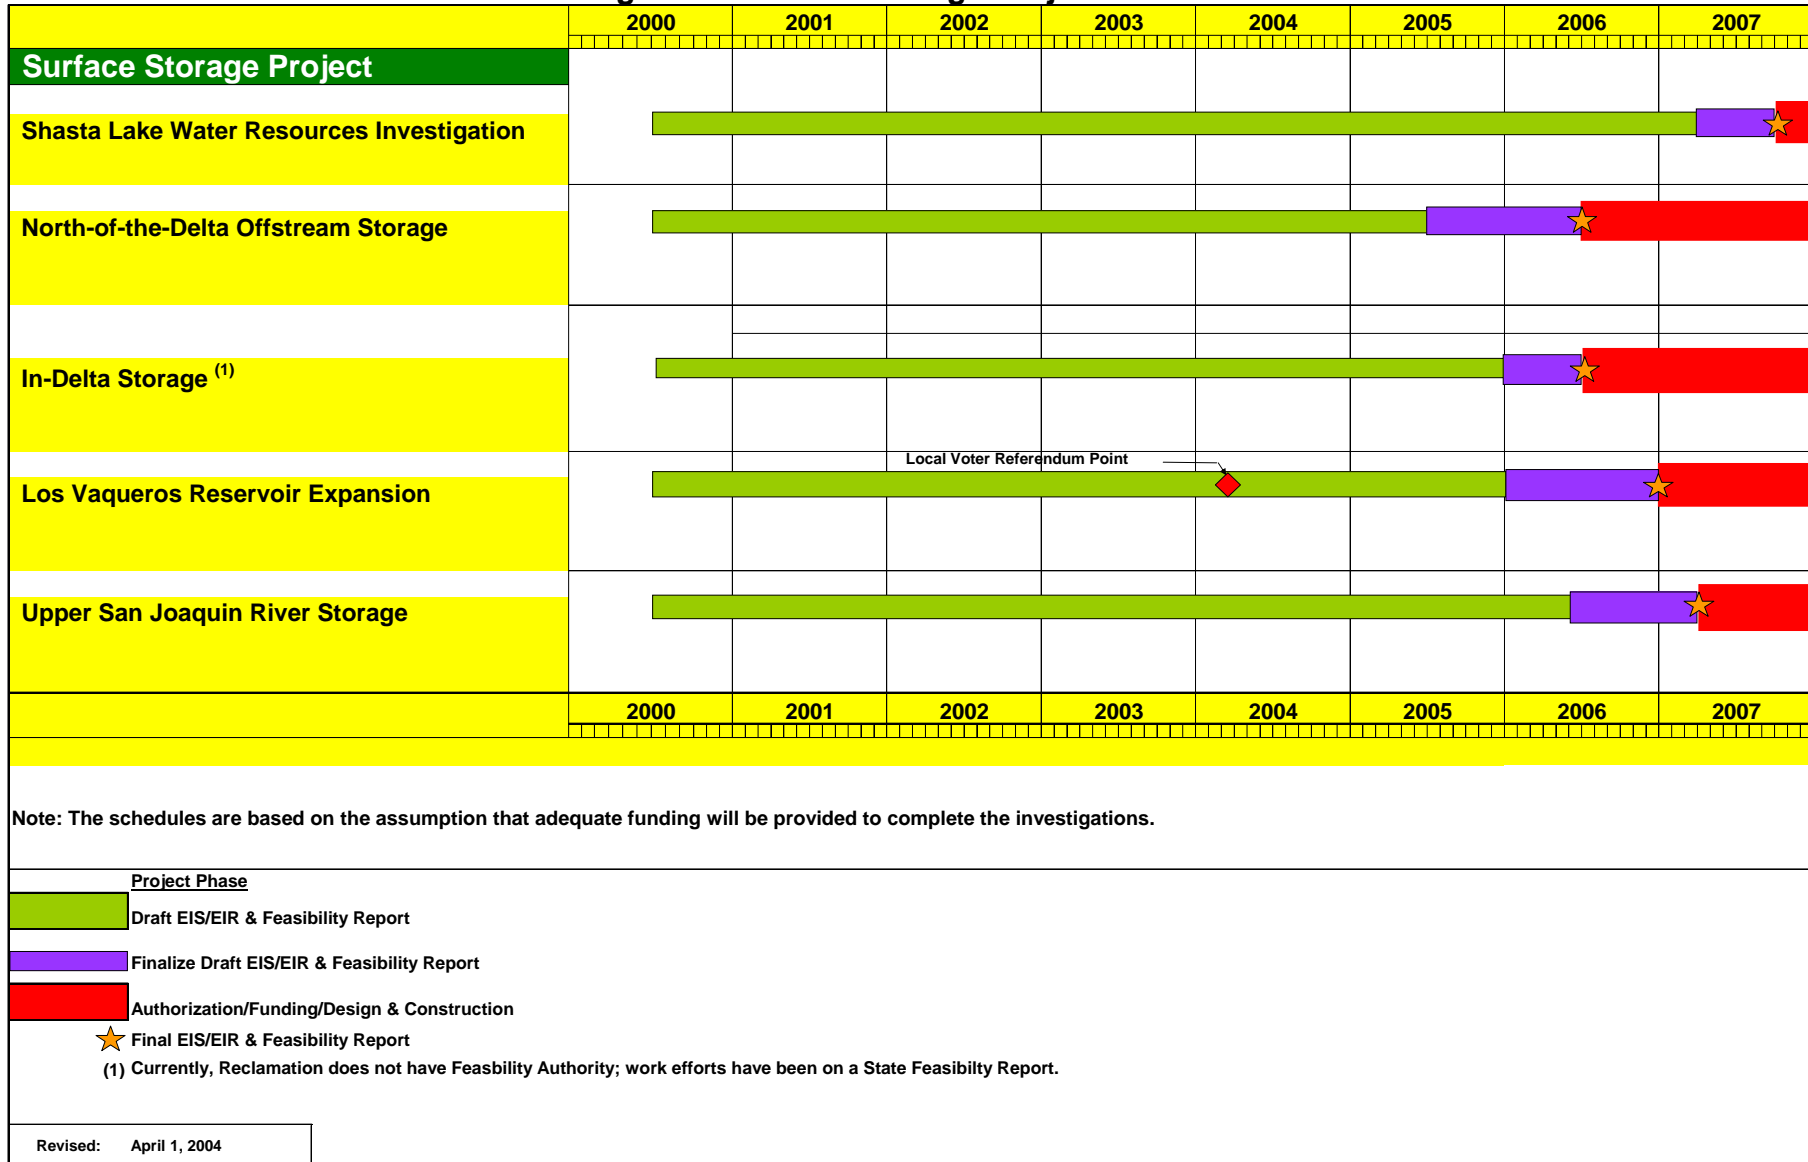 2000 2001 2002 2003 2004 2005 2006 2007
Surface Storage Project
Shasta Lake Water Resources Investigation
North-of-the-Delta Offstream Storage
In-Delta Storage (1)
Local Voter Referendum Point
Los Vaqueros Reservoir Expansion
Upper San Joaquin River Storage
2000 2001 2002 2003 2004 2005 2006 2007
Note: The schedules are based on the assumption that adequate funding will be provided to complete the investigations.
Project Phase
Draft EIS/EIR & Feasibility Report
Finalize Draft EIS/EIR & Feasibility Report
Authorization/Funding/Design & Construction
Final EIS/EIR & Feasibility Report
(1) Currently, Reclamation does not have Feasbility Authority; work efforts have been on a State Feasibilty Report.
Revised: April 1, 2004